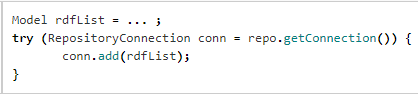 Model rdfList = ... ;
try (RepositoryConnection conn = repo.getConnection()) {
conn.add(rdfList);
}